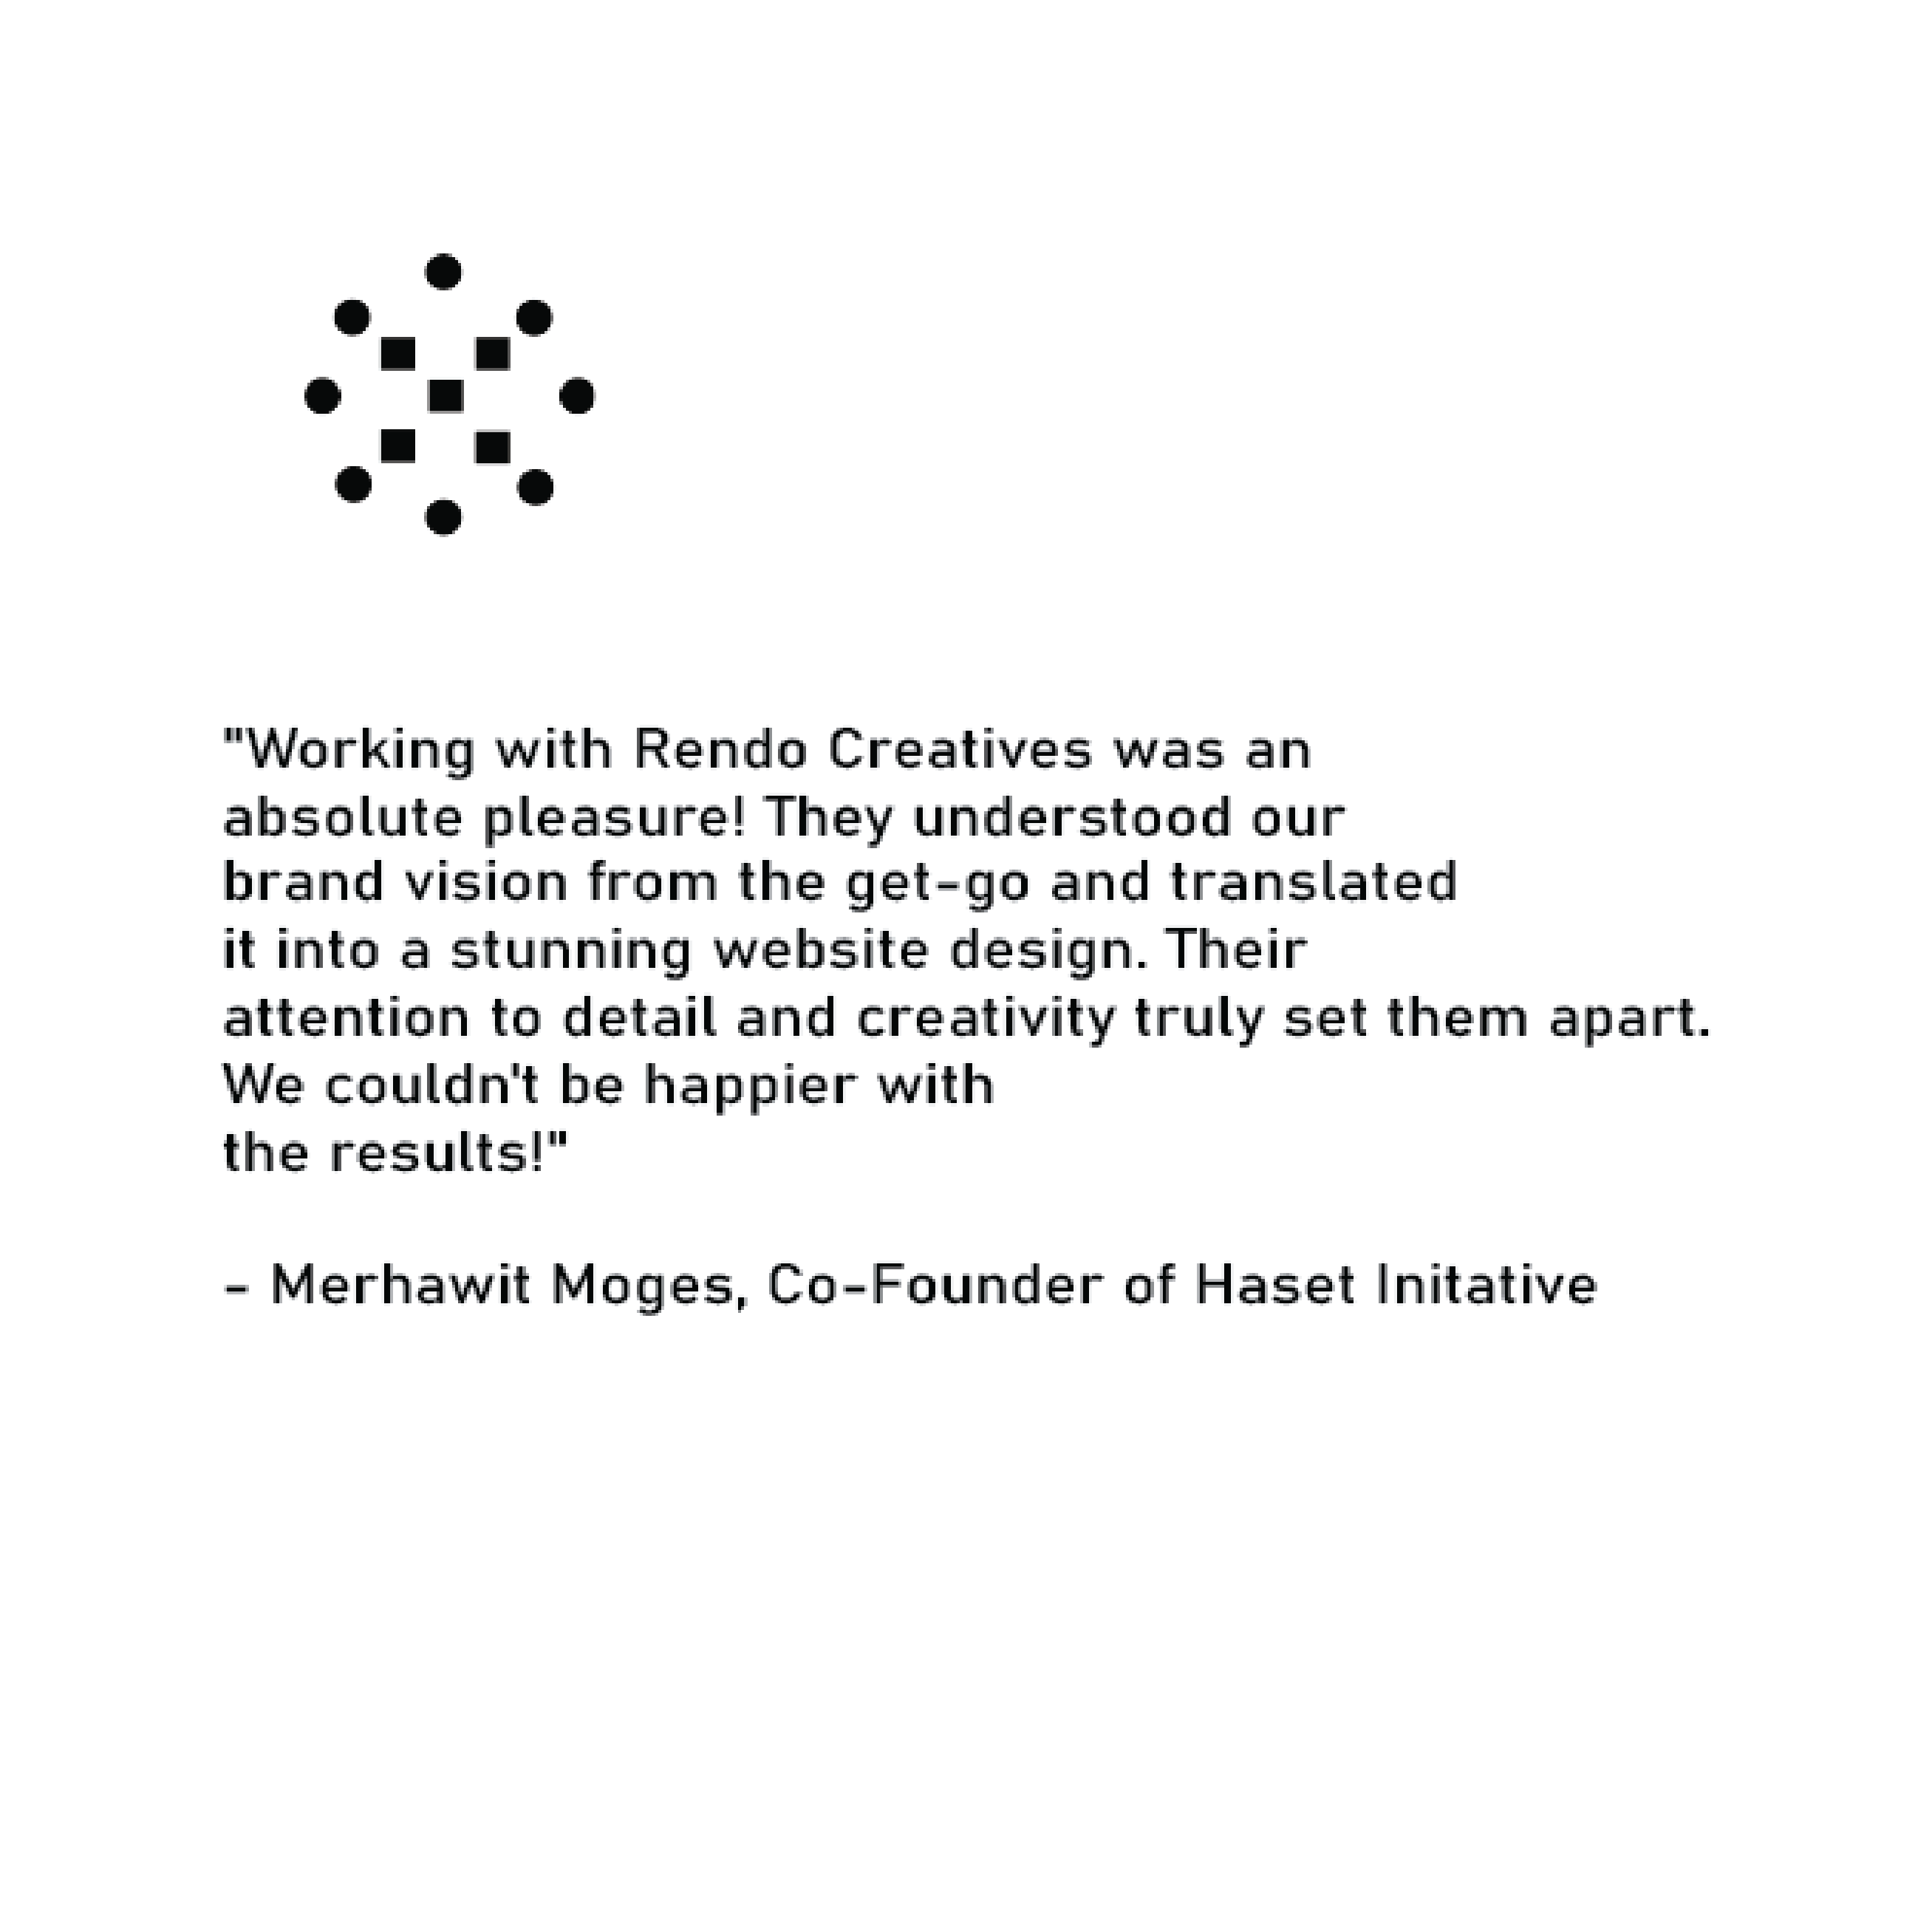 "Working with Rendo Creatives was an
absolute pleasure! They understood our
brand vision from the get-go and translated
it into a stunning website design. Their
attention to detail and creativity truly set them apart.
We couldn't be happier with
the results!"
- Merhawit Moges, Co-Founder of Haset Initative